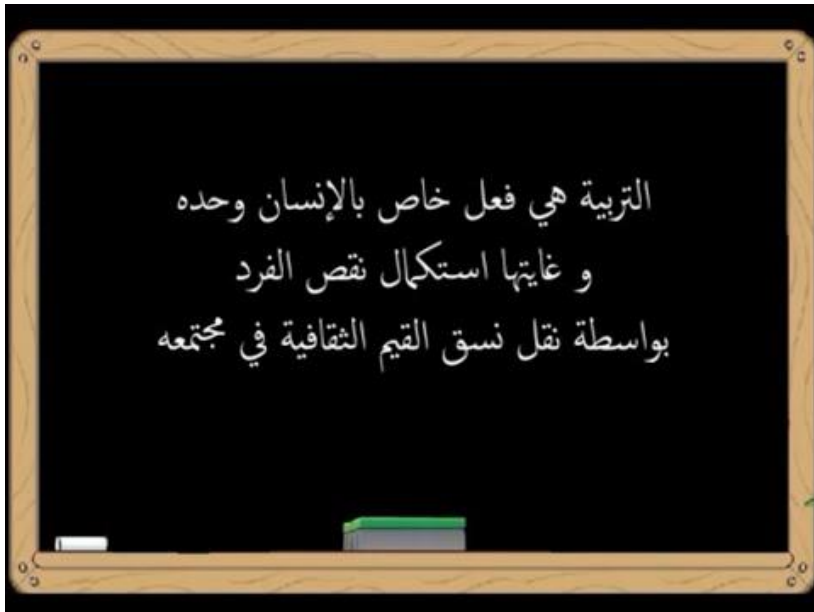 التربية هي فعل خاص بالإنسان وحده
و غايتها استكمال نقص الفرد
بواسطة نقل نسق القيم الثقافية في مجتمعه